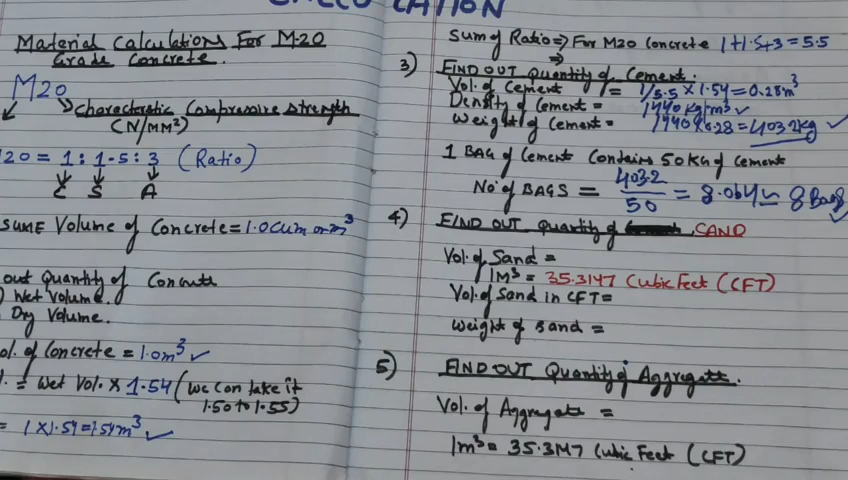 CALCULATION
Material Calculations For M20
Grade Concrete.
M20
Characterstic Compressive strength
(N/MM²)
20 = 1 : 1.5 : 3 (Ratio)
C S A
SUME Volume of Concrete = 1.0 cum or m³
out Quantity of Concrete
Wet Volume.
Dry Volume.
ol. of Concrete = 1.0m³ ✓
= Wet Vol. × 1.54 (we can take it
1.50 to 1.55)
= 1 × 1.54 = 1.54m³ ✓
Sum of Ratio ⇒ For M20 Concrete 1+1.5+3 = 5.5
3) FIND OUT Quantity of Cement.
Vol. of Cement = 1/5.5 × 1.54 = 0.28m³
Density of Cement = 1440 kg/m³ ✓
Weight of Cement = 1440 × 0.28 = 403.2kg ✓
1 BAG of Cement Contains 50KG of Cement
No of BAGS = 403.2/50 = 8.064 ≃ 8 Bags
4) FIND OUT Quantity of SAND
Vol. of Sand =
1M³ = 35.3147 Cubic Feet (CFT)
Vol. of Sand in CFT =
Weight of sand =
5) FIND OUT Quantity of Aggregate.
Vol. of Aggregate =
1m³ = 35.3147 Cubic Feet (CFT)